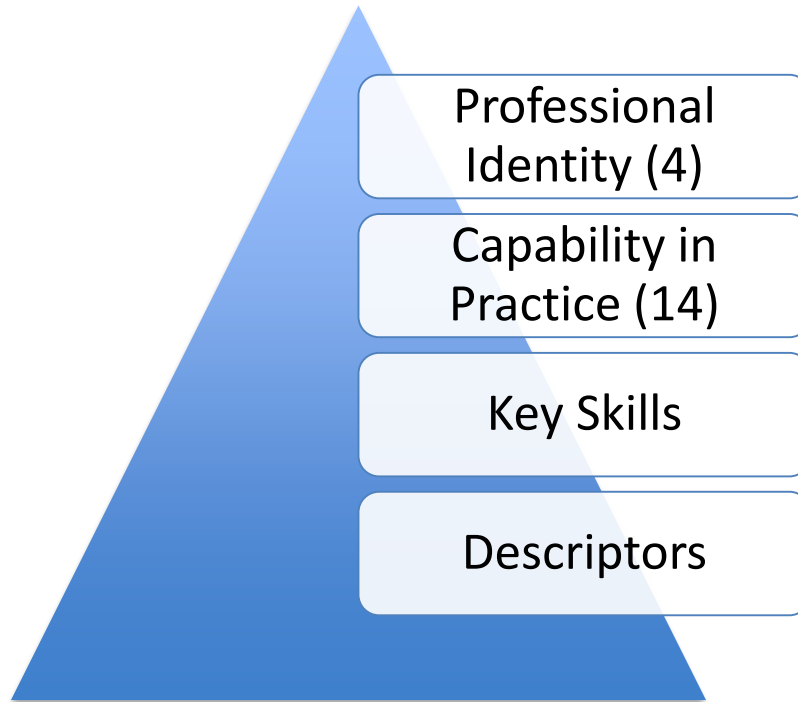 Professional
Identity (4)
Capability in
Practice (14)
Key Skills
Descriptors